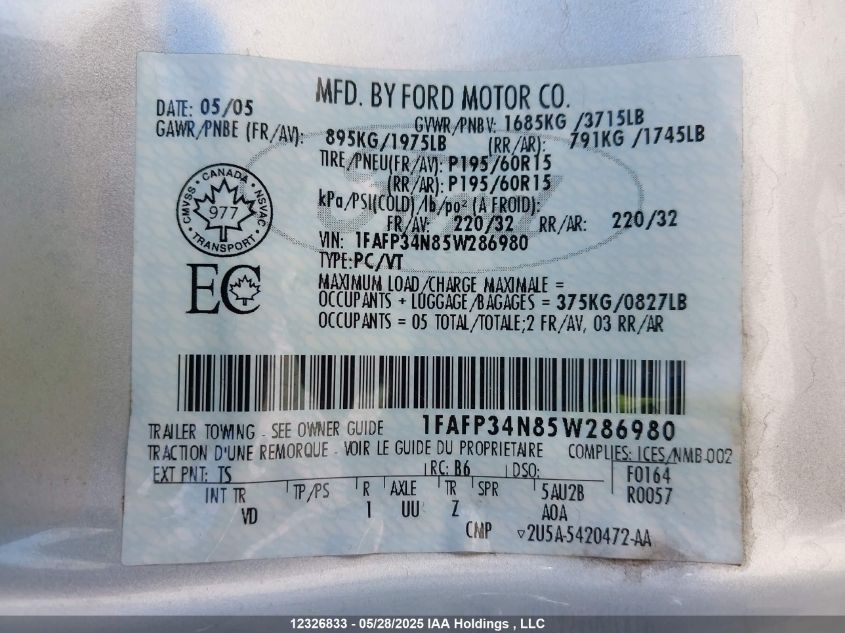 MFD. BY FORD MOTOR CO.
DATE: 05/05
GVWR/PNBV: 1685KG /3715LB
GAWR/PNBE (FR/AV): 895KG/1975LB (RR/AR): 791KG /1745LB
TIRE/PNEU(FR/AV): P195/60R15
(RR/AR): P195/60R15
kPa/PSI(COLD) /lb/po² (A FROID):
FR/AV: 220/32 RR/AR: 220/32
VIN: 1FAFP34N85W286980
TYPE:PC/VT
CMVSS · CANADA · NSVAC · TRANSPORT ·
977
EC
MAXIMUM LOAD/CHARGE MAXIMALE =
OCCUPANTS + LUGGAGE/BAGAGES = 375KG/0827LB
OCCUPANTS = 05 TOTAL/TOTALE;2 FR/AV, 03 RR/AR
1FAFP34N85W286980
TRAILER TOWING - SEE OWNER GUIDE
TRACTION D'UNE REMORQUE - VOIR LE GUIDE DU PROPRIETAIRE COMPLIES: ICES/NMB-002
EXT PNT: TS RC: B6 DSO: F0164
INT TR TP/PS R AXLE TR SPR 5AU2B R0057
VD 1 UU Z A0A
CMP ▽2U5A-5420472-AA
12326833 - 05/28/2025 IAA Holdings , LLC